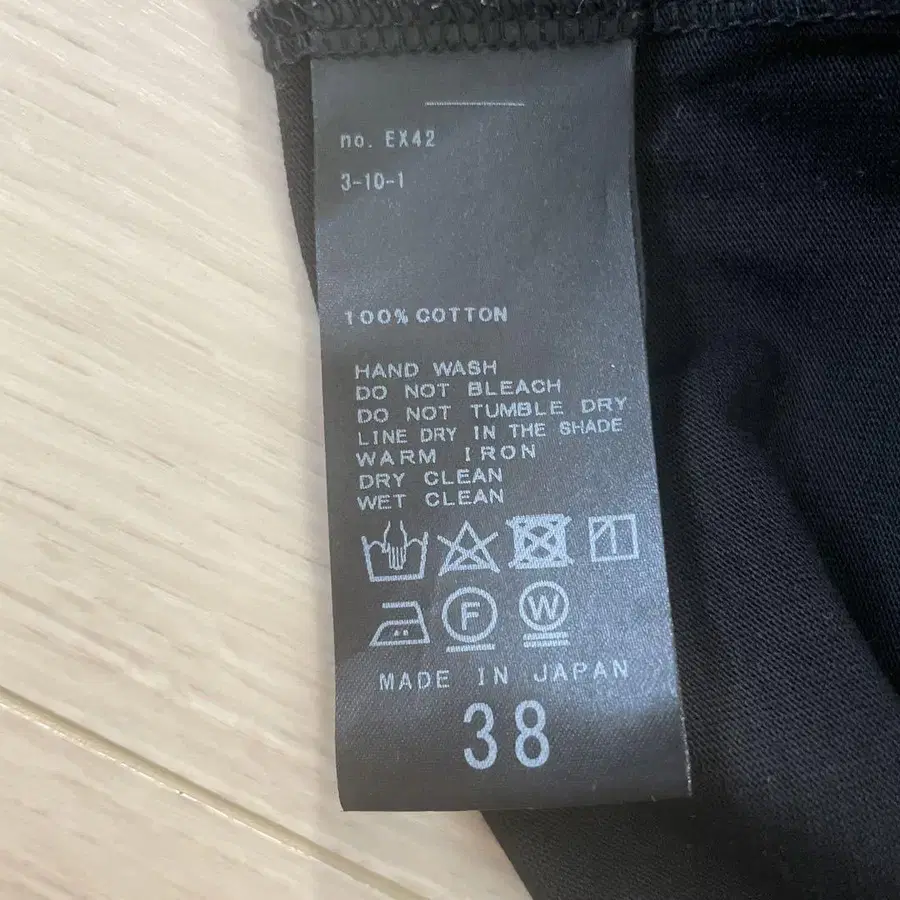 no. EX42
3-10-1
100% COTTON
HAND WASH
DO NOT BLEACH
DO NOT TUMBLE DRY
LINE DRY IN THE SHADE
WARM IRON
DRY CLEAN
WET CLEAN
F W
MADE IN JAPAN
38